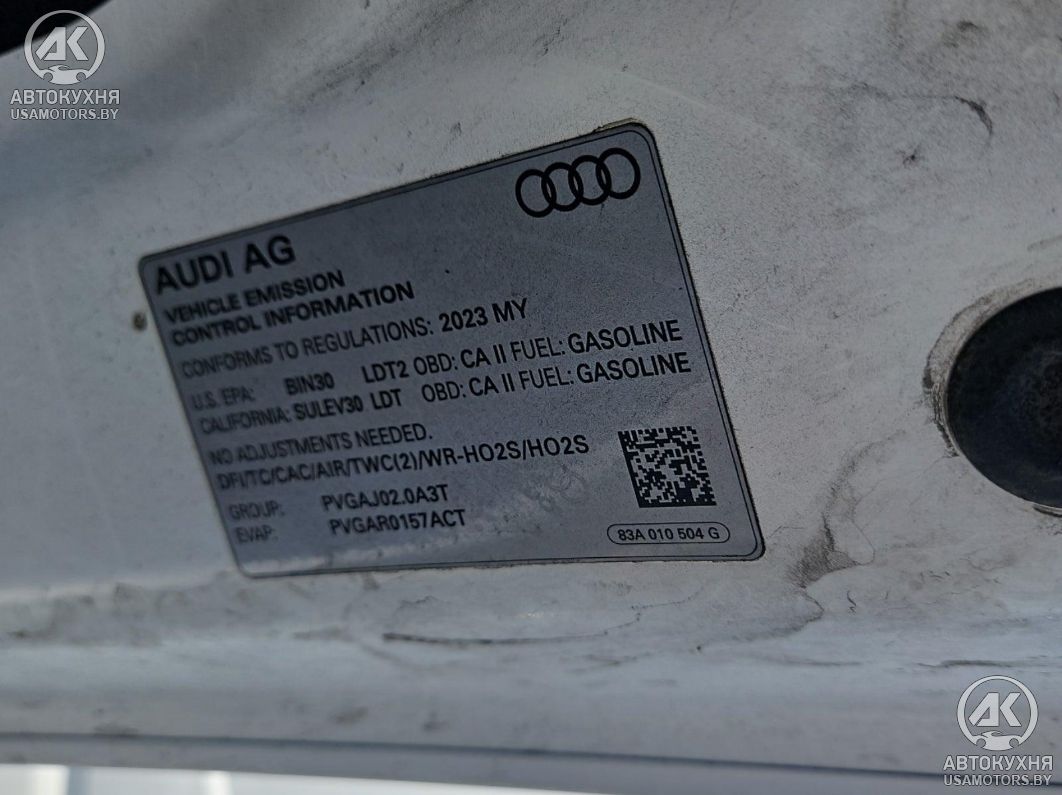 AK
АВТОКУХНЯ
USAMOTORS.BY
AUDI AG
VEHICLE EMISSION
CONTROL INFORMATION
CONFORMS TO REGULATIONS: 2023 MY
U.S. EPA: BIN30 LDT2 OBD: CA II FUEL: GASOLINE
CALIFORNIA: SULEV30 LDT OBD: CA II FUEL: GASOLINE
NO ADJUSTMENTS NEEDED.
DFI/TC/CAC/AIR/TWC(2)/WR-HO2S/HO2S
GROUP: PVGAJ02.0A3T
EVAP: PVGAR0157ACT
83A 010 504 G
AK
АВТОКУХНЯ
USAMOTORS.BY